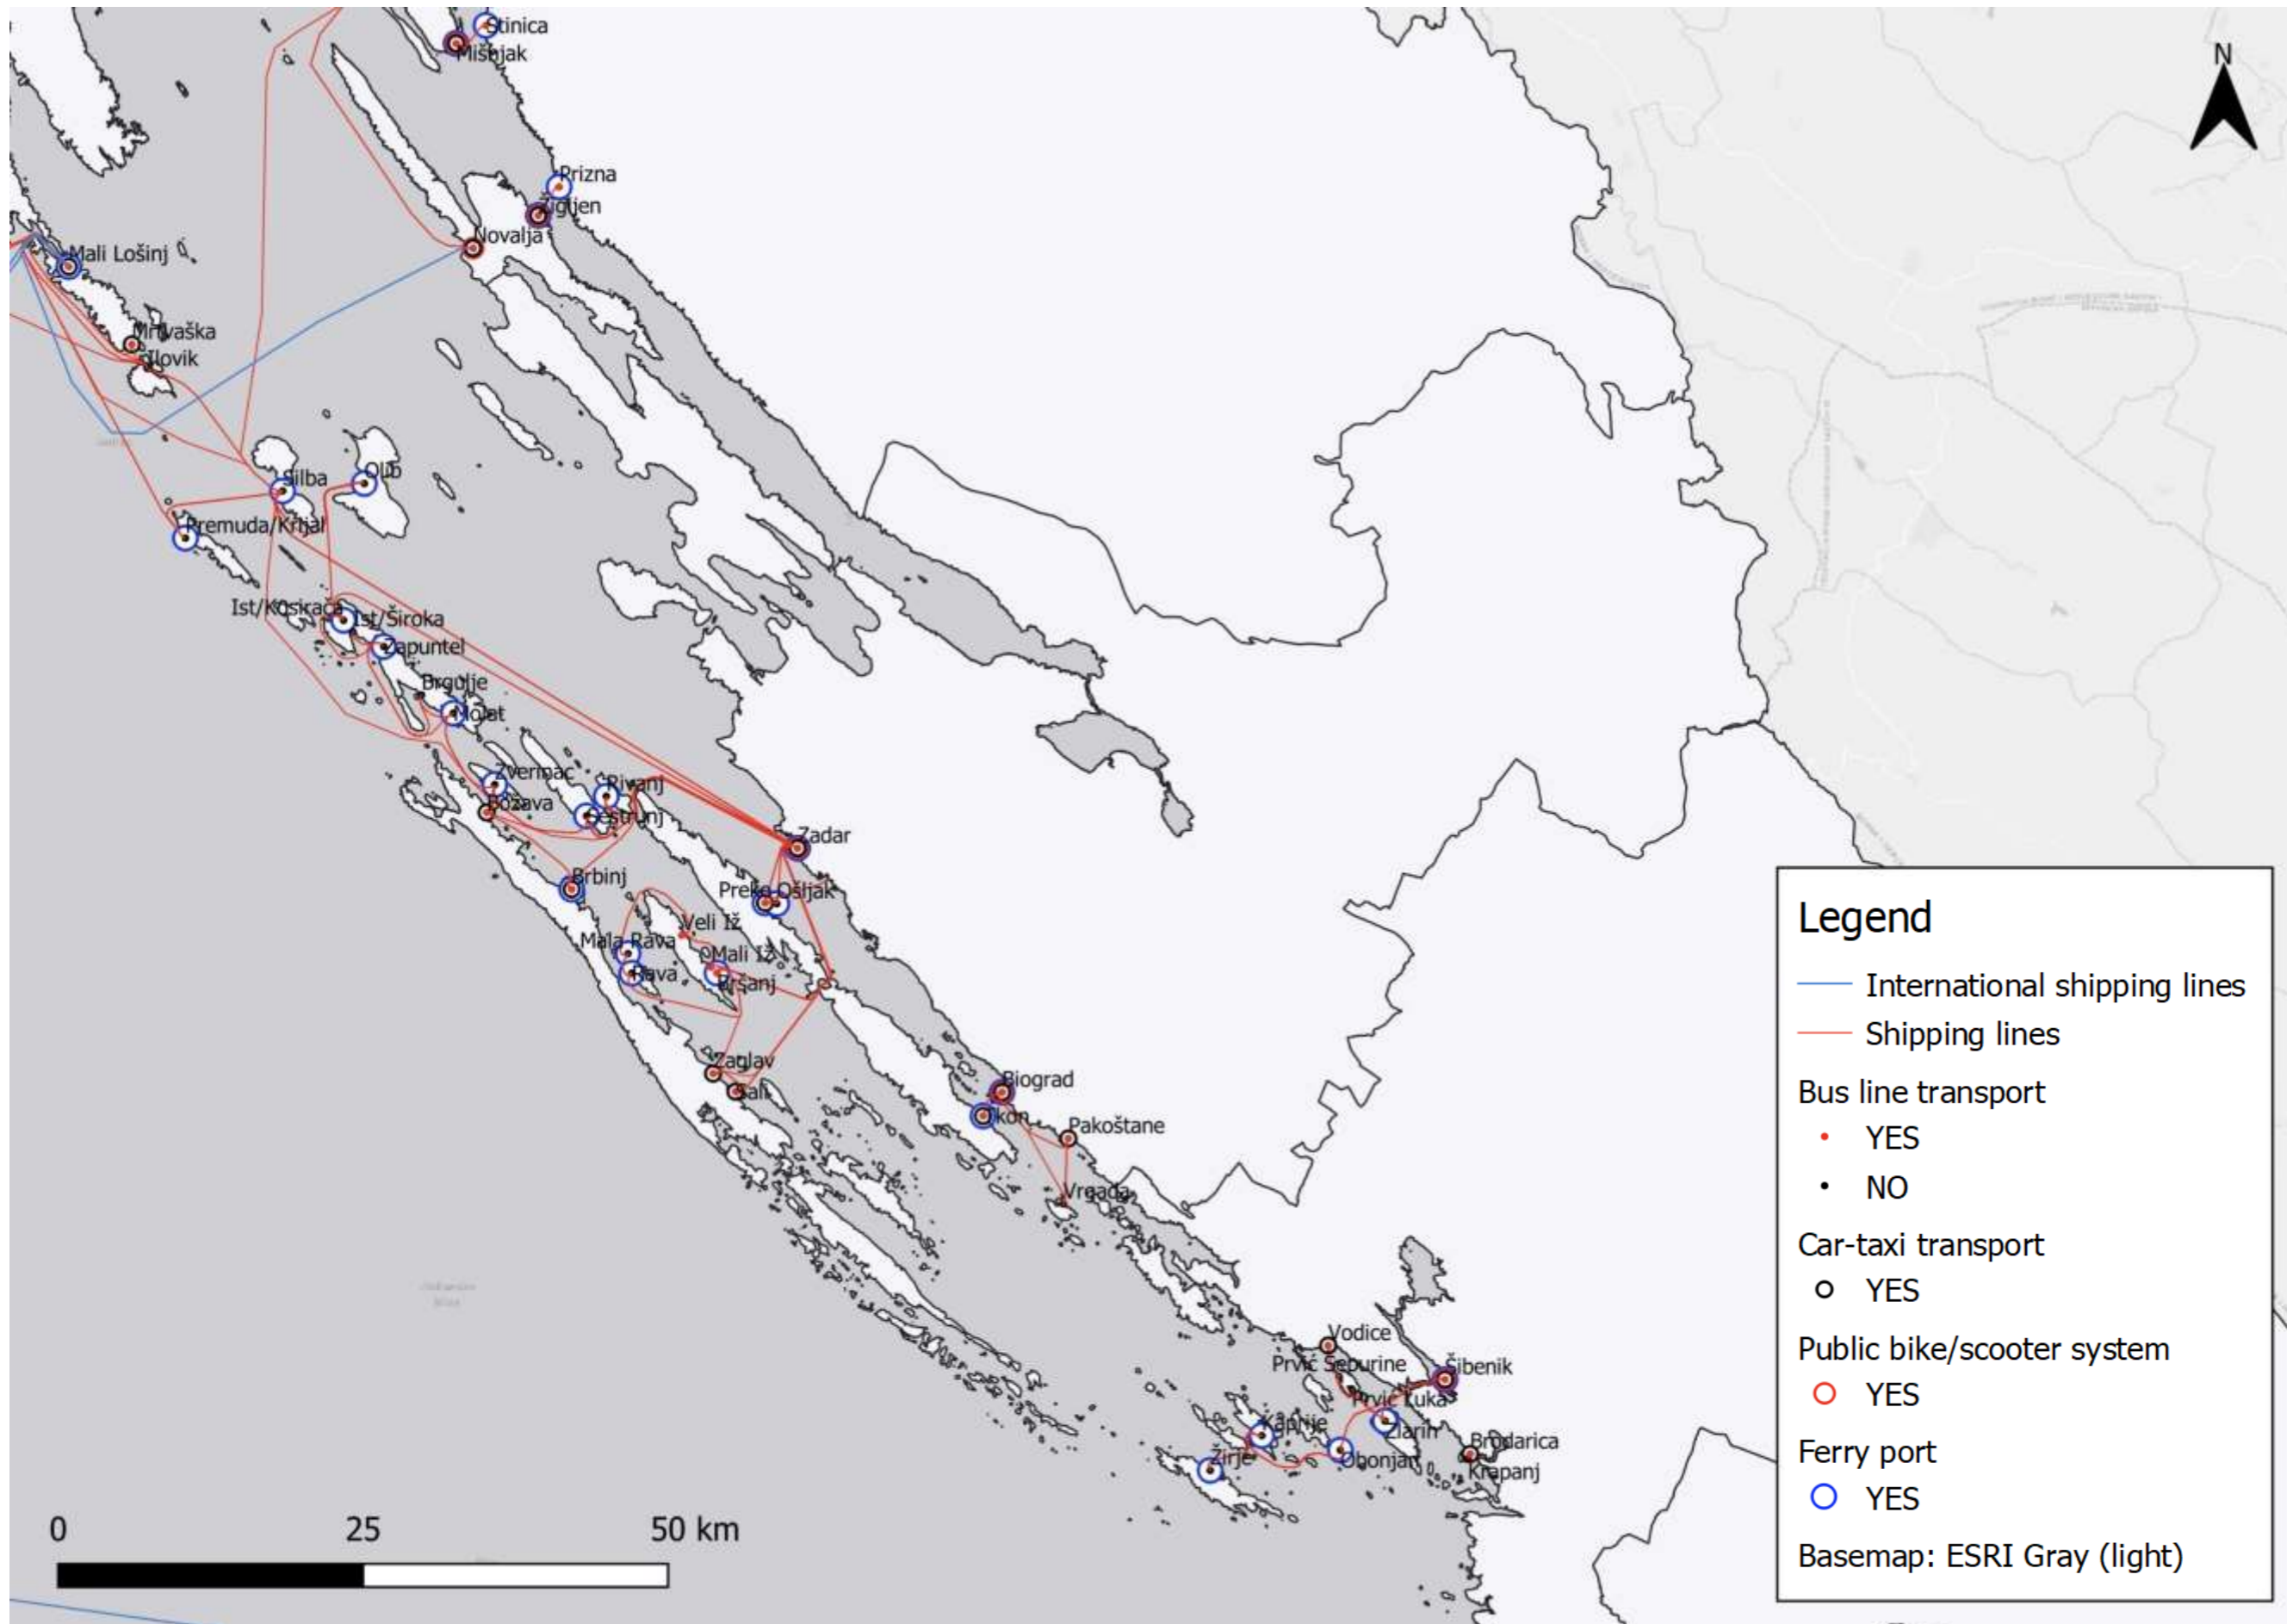 Stinica
Mišnjak
N
Prizna
Žigljen
Novalja
Mali Lošinj
Mrtvaška
Ilovik
Silba
Olib
Premuda/Krijal
Ist/Kosirača
Ist/Široka
Zapuntel
Brgulje
Molat
Zverinac
Rivanj
Božava
Sestrunj
Zadar
Brbinj
Preko
Ošljak
Veli Iž
Mala Rava
Mali Iž
Rava
Bršanj
Zaglav
Sali
Biograd
Tkon
Pakoštane
Vrgada
Vodice
Prvić Šepurine
Šibenik
Prvić Luka
Kaprije
Zlarin
Žirje
Obonjan
Brodarica
Krapanj
0 25 50 km
Legend
International shipping lines
Shipping lines
Bus line transport
YES
NO
Car-taxi transport
YES
Public bike/scooter system
YES
Ferry port
YES
Basemap: ESRI Gray (light)